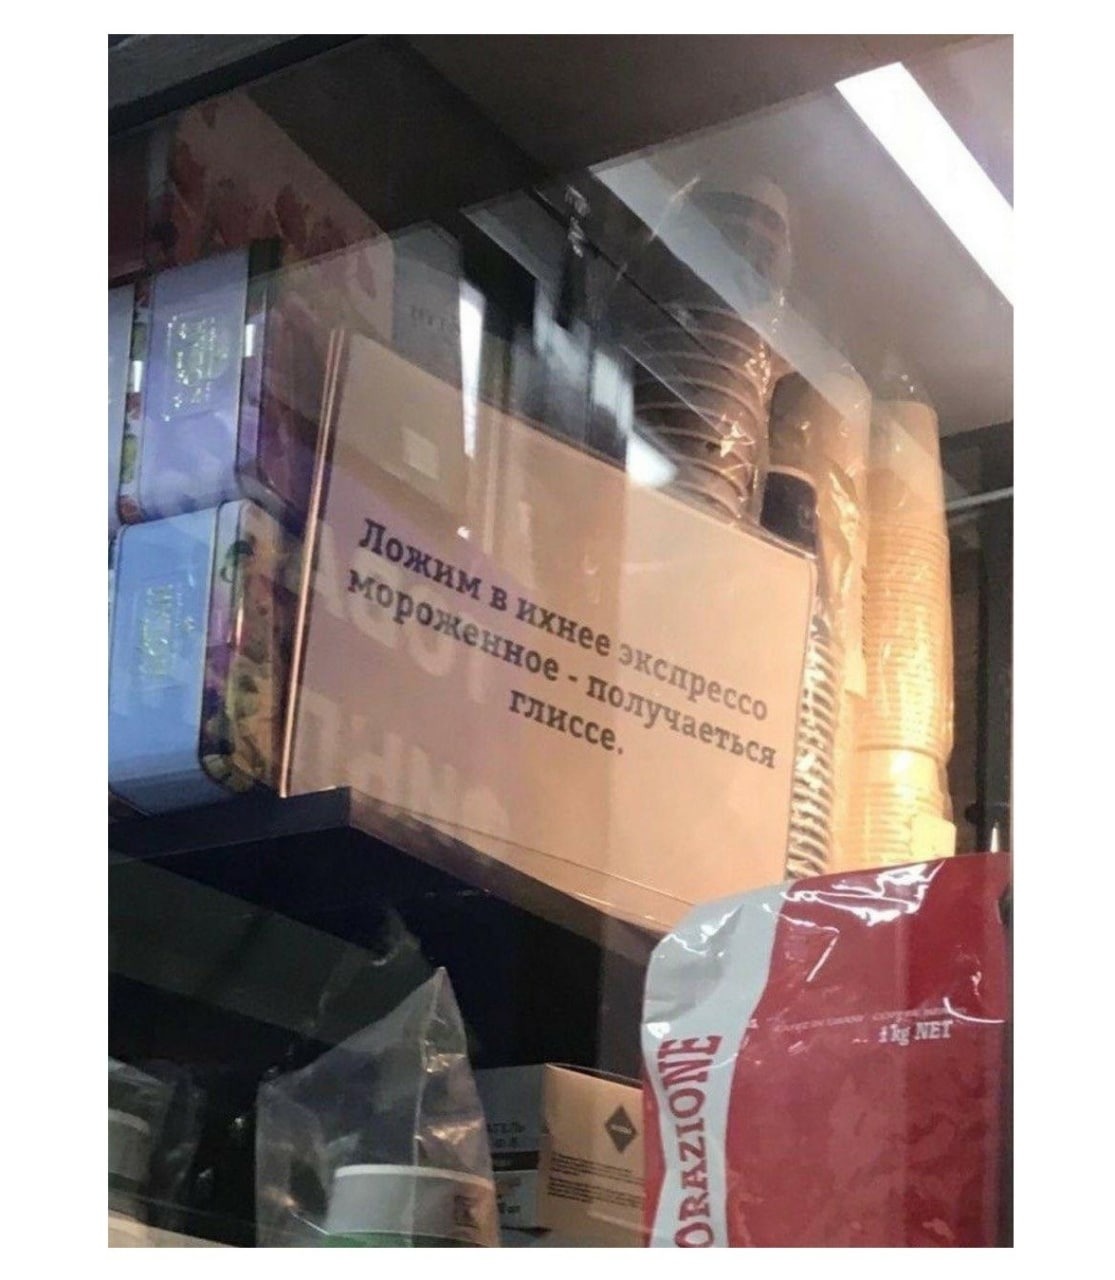 Ложим в ихнее экспрессо
мороженное - получаеться
глиссе.
1 kg NET
ORAZIONE